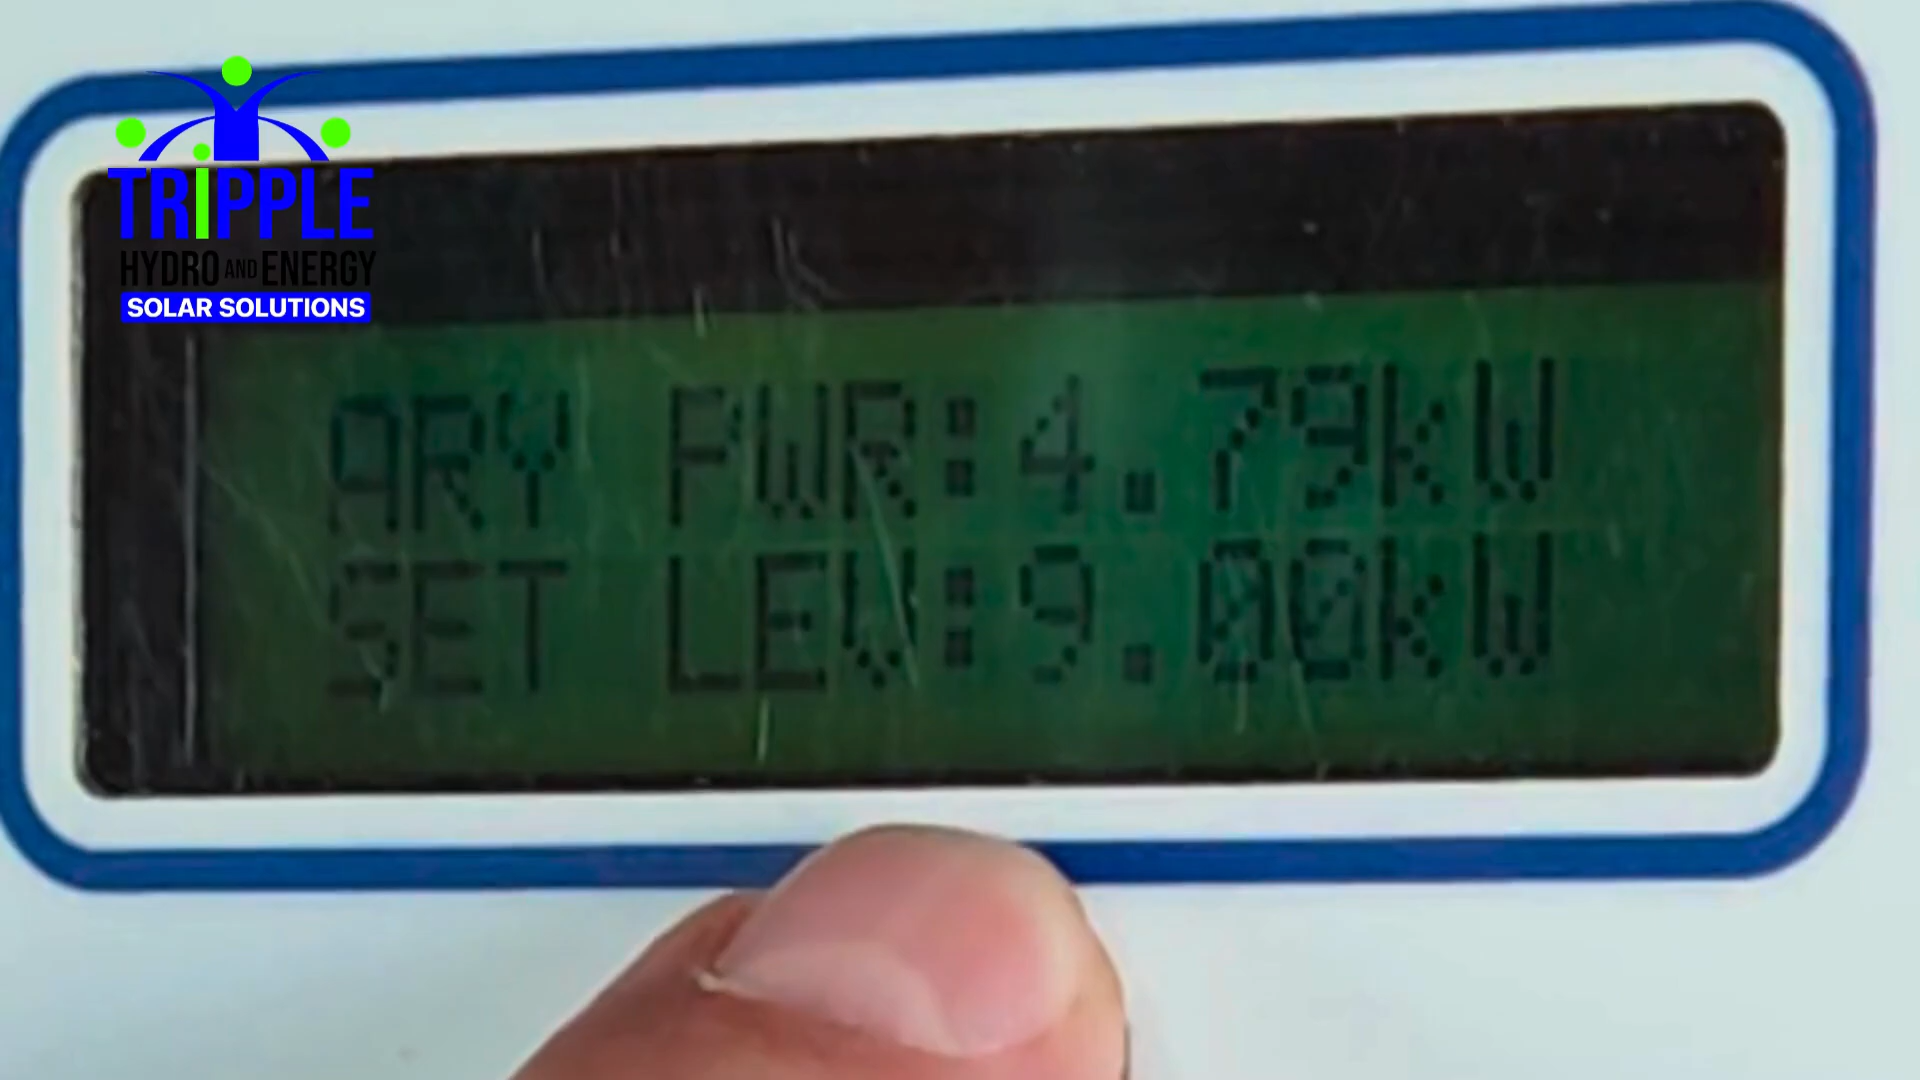 TRiPPLE
HYDRO AND ENERGY
SOLAR SOLUTIONS
ARY PWR:4.79kW
SET LEV:9.00kW